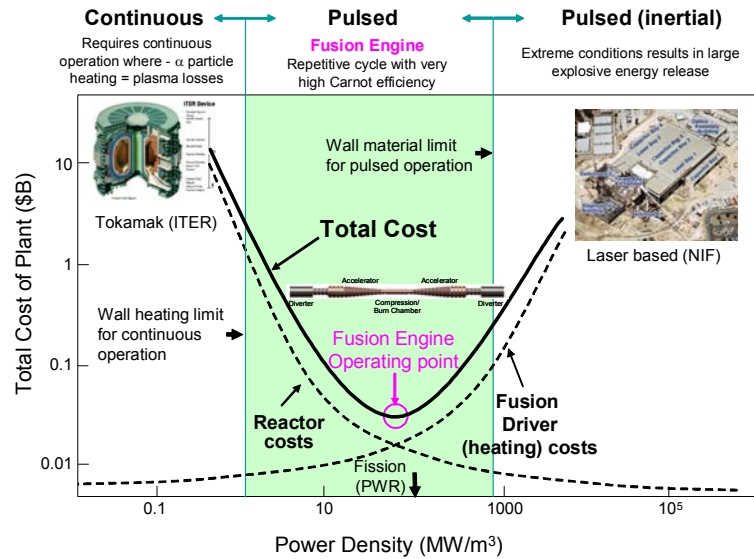 Continuous
Pulsed
Pulsed (inertial)
Requires continuous
operation where - α particle
heating = plasma losses
Fusion Engine
Repetitive cycle with very
high Carnot efficiency
Extreme conditions results in large
explosive energy release
ITER Device
Wall material limit
for pulsed operation
Tokamak (ITER)
Total Cost
Laser based (NIF)
Accelerator
Accelerator
Diverter
Compression/
Burn Chamber
Diverter
Wall heating limit
for continuous
operation
Fusion Engine
Operating point
Reactor
costs
Fusion
Driver
(heating) costs
Fission
(PWR)
Total Cost of Plant ($B)
10
1
0.1
0.01
0.1
10
1000
10⁵
Power Density (MW/m³)